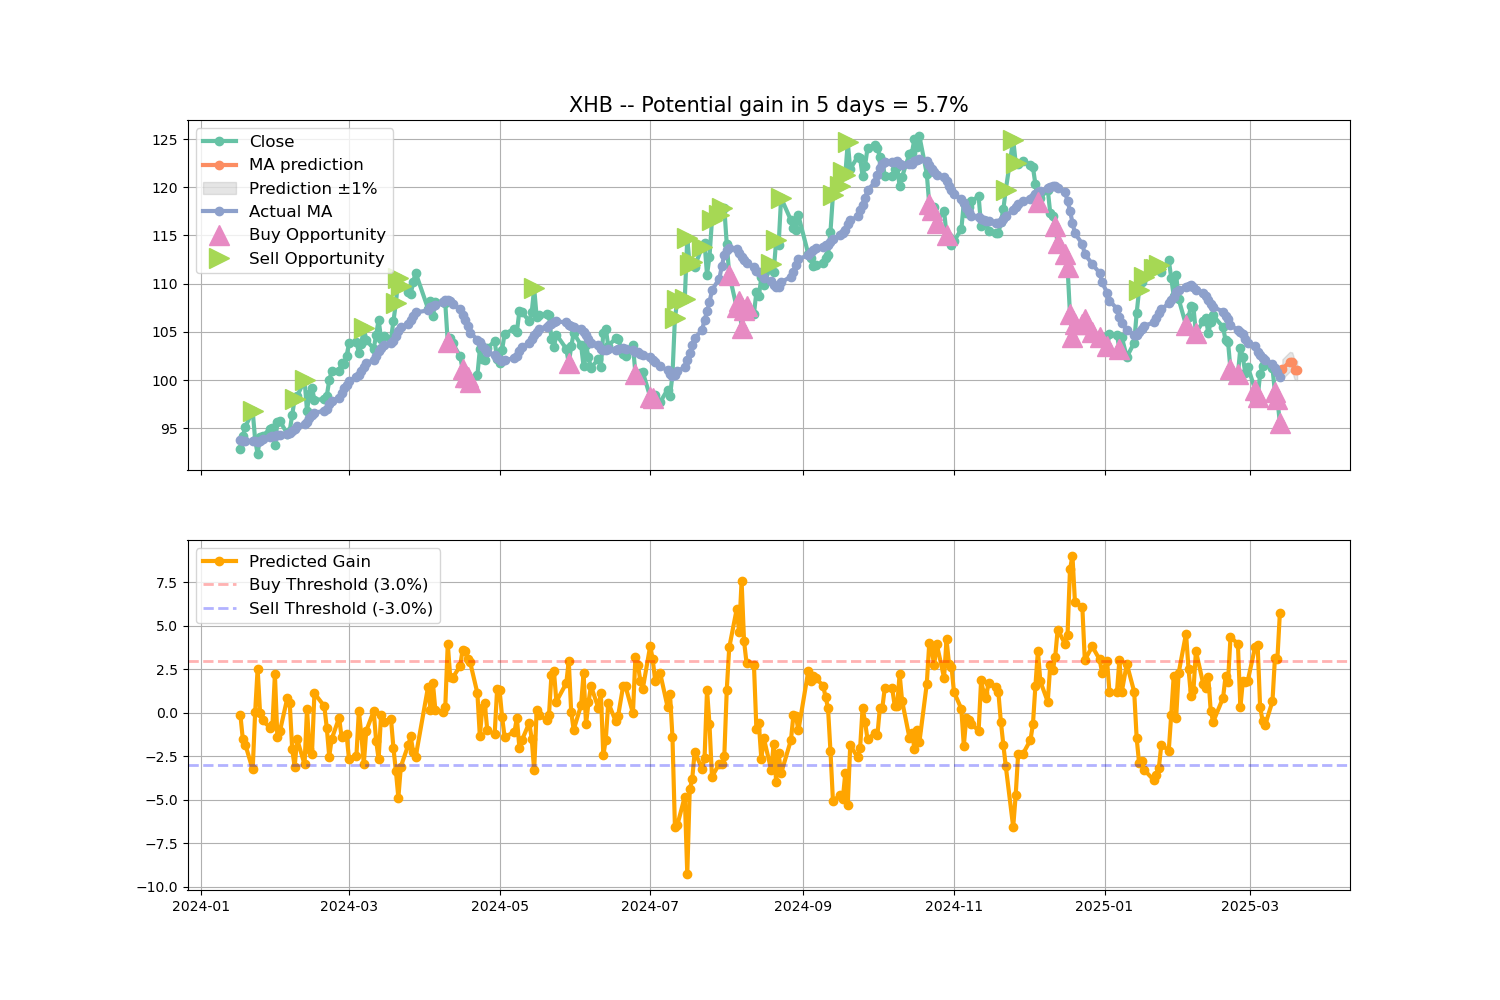 XHB -- Potential gain in 5 days = 5.7%
125
120
115
110
105
100
95
Close
MA prediction
Prediction ±1%
Actual MA
Buy Opportunity
Sell Opportunity
7.5
5.0
2.5
0.0
−2.5
−5.0
−7.5
−10.0
Predicted Gain
Buy Threshold (3.0%)
Sell Threshold (-3.0%)
2024-01
2024-03
2024-05
2024-07
2024-09
2024-11
2025-01
2025-03